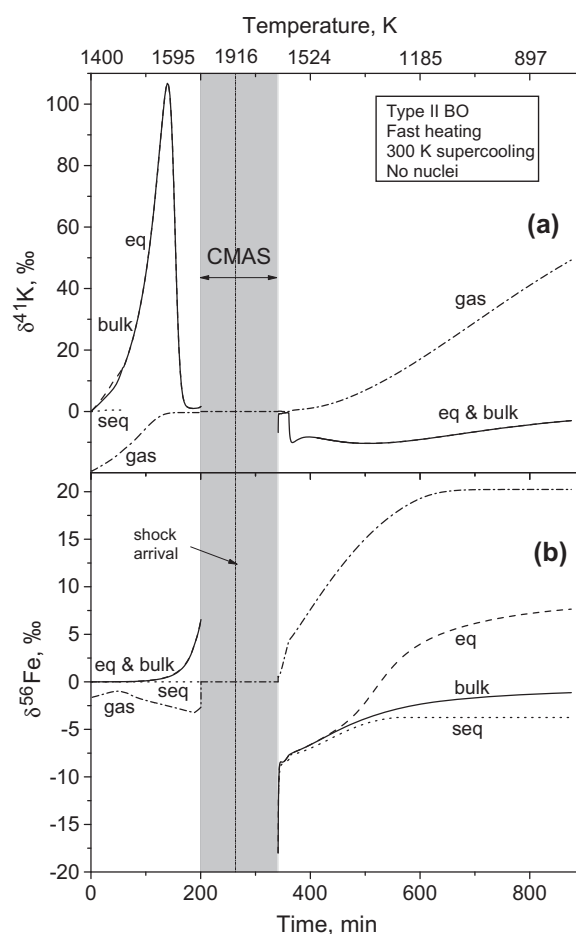 Temperature, K
1400 1595 1916 1524 1185 897
Type II BO
Fast heating
300 K supercooling
No nuclei
(a)
δ⁴¹K, ‰
100
80
60
40
20
0
eq
CMAS
bulk
gas
seq
eq & bulk
gas
(b)
δ⁵⁶Fe, ‰
20
15
10
5
0
-5
-10
-15
-20
shock
arrival
eq
eq & bulk
seq
bulk
gas
seq
0 200 400 600 800
Time, min